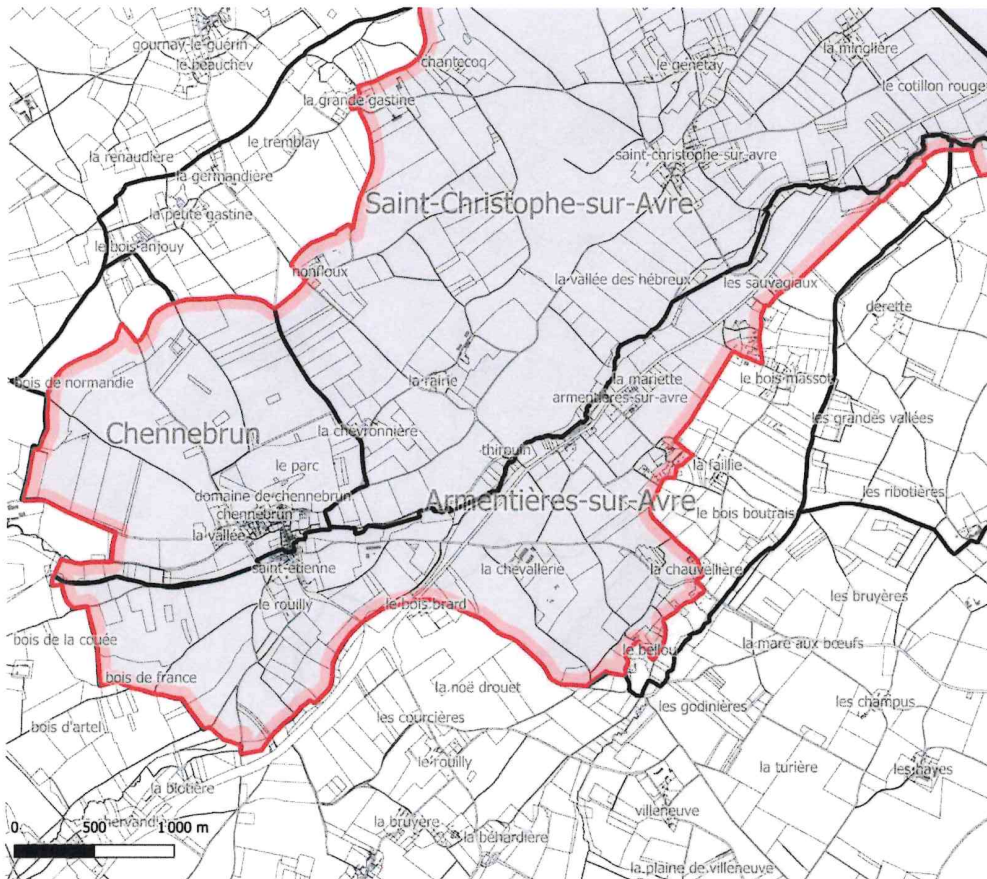 gournay-le-guérin
le beauchev
la minglière
chantecoq
le genetay
le cotillon rouget
la grande gastine
le tremblay
la renaudière
saint-christophe-sur-avre
la germandière
Saint-Christophe-sur-Avre
la petite gastine
le bois anjouy
nonfloux
la vallée des hébreux
les sauvagiaux
derette
bois de normandie
la rairie
la mariette
le bois massot
armentières-sur-avre
les grandes vallées
Chennebrun
la chevronnière
thirouin
le parc
la faillie
domaine de chennebrun
Armentières-sur-Avre
les ribotières
chennebrun
le bois boutrais
la vallée
saint-etienne
la chevallerie
la chauvellière
le rouilly
le bois brard
les bruyères
bois de la couée
le bellou
la mare aux bœufs
bois de france
la noë drouet
les godinières
les champus
bois d'artel
les courcières
le rouilly
la turière
les hayes
la blotière
villeneuve
0 500 1'000 m
la bruyère
la béhardière
la plaine de villeneuve